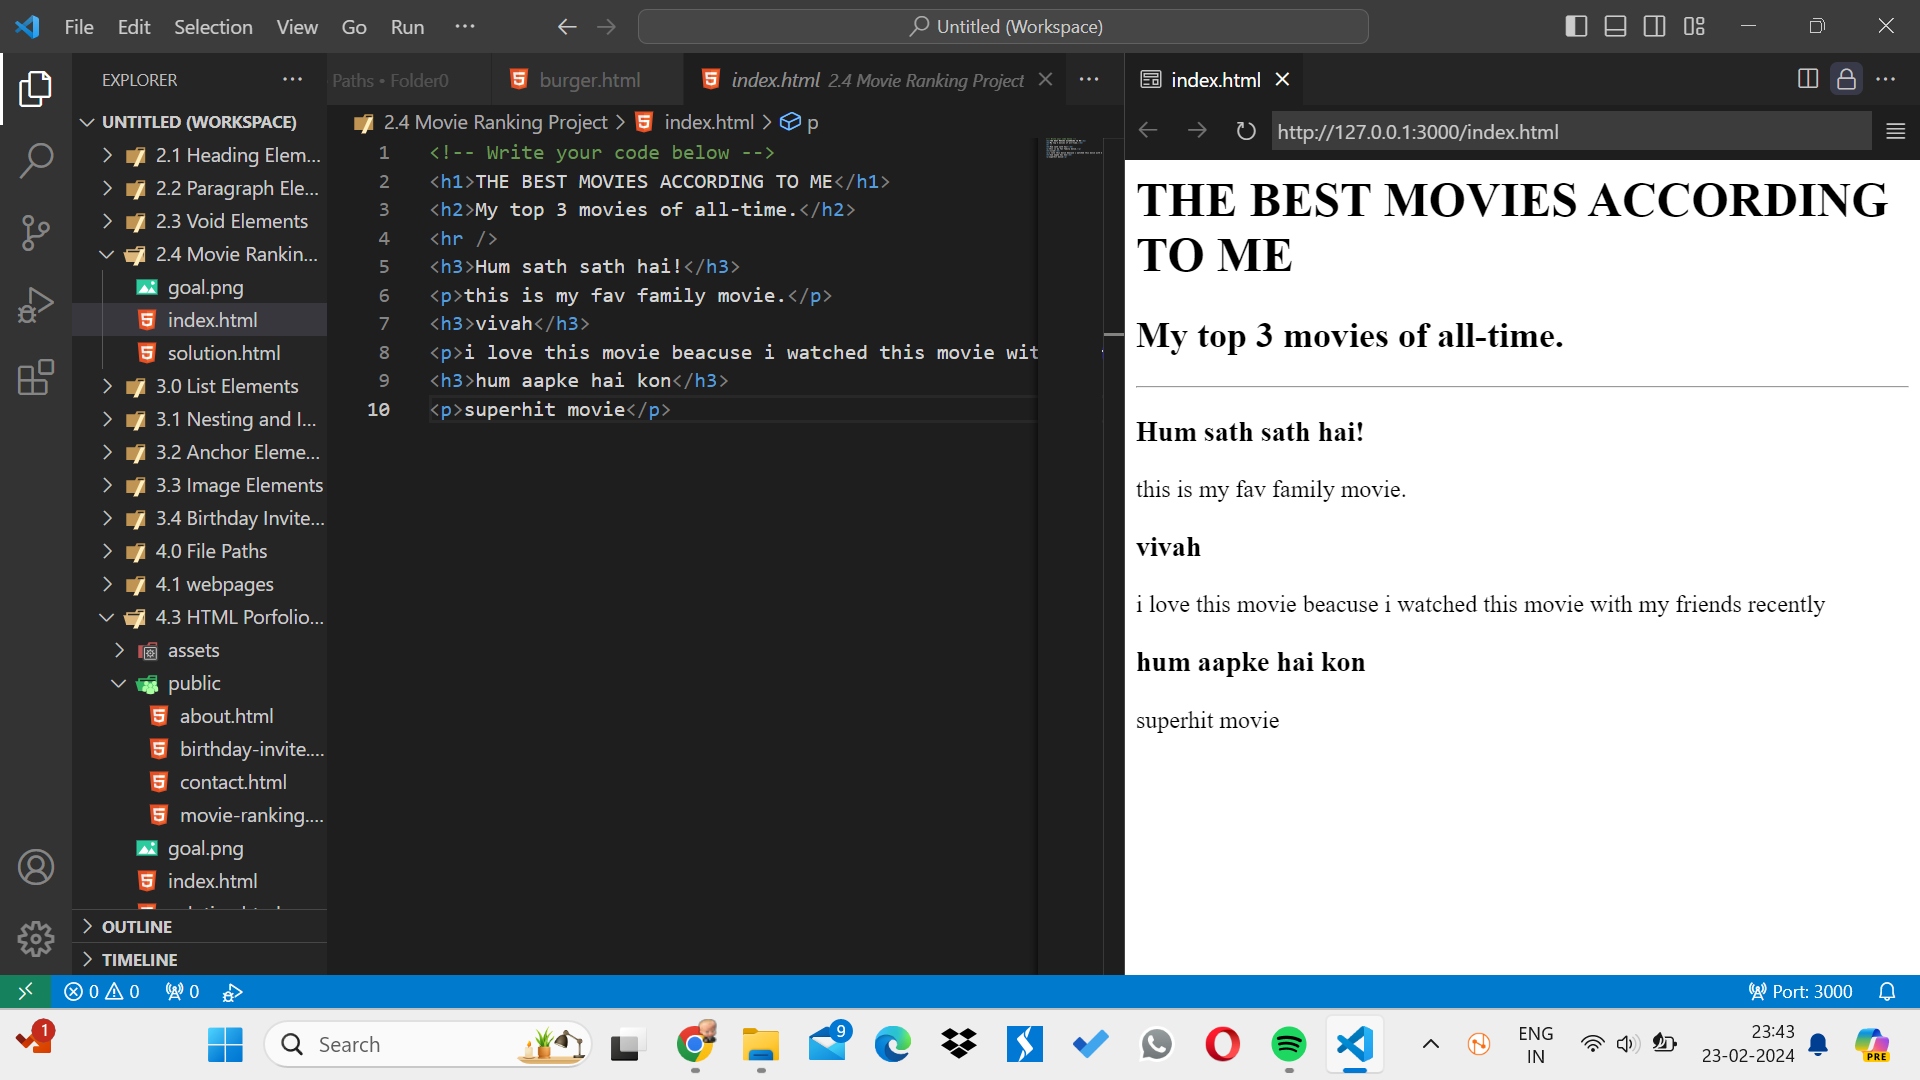 File Edit Selection View Go Run ···
Untitled (Workspace)
EXPLORER ···
UNTITLED (WORKSPACE)
2.1 Heading Elem...
2.2 Paragraph Ele...
2.3 Void Elements
2.4 Movie Rankin...
goal.png
index.html
solution.html
3.0 List Elements
3.1 Nesting and I...
3.2 Anchor Eleme...
3.3 Image Elements
3.4 Birthday Invite...
4.0 File Paths
4.1 webpages
4.3 HTML Porfolio...
assets
public
about.html
birthday-invite....
contact.html
movie-ranking....
goal.png
index.html
OUTLINE
TIMELINE
Paths • Folder0 burger.html index.html 2.4 Movie Ranking Project ···
2.4 Movie Ranking Project > index.html > p
1 <!-- Write your code below -->
2 <h1>THE BEST MOVIES ACCORDING TO ME</h1>
3 <h2>My top 3 movies of all-time.</h2>
4 <hr />
5 <h3>Hum sath sath hai!</h3>
6 <p>this is my fav family movie.</p>
7 <h3>vivah</h3>
8 <p>i love this movie beacuse i watched this movie wit
9 <h3>hum aapke hai kon</h3>
10 <p>superhit movie</p>
index.html ···
http://127.0.0.1:3000/index.html
THE BEST MOVIES ACCORDING
TO ME
My top 3 movies of all-time.
Hum sath sath hai!
this is my fav family movie.
vivah
i love this movie beacuse i watched this movie with my friends recently
hum aapke hai kon
superhit movie
0 0 0
Port: 3000
1
Search
9
ENG
IN
23:43
23-02-2024
PRE